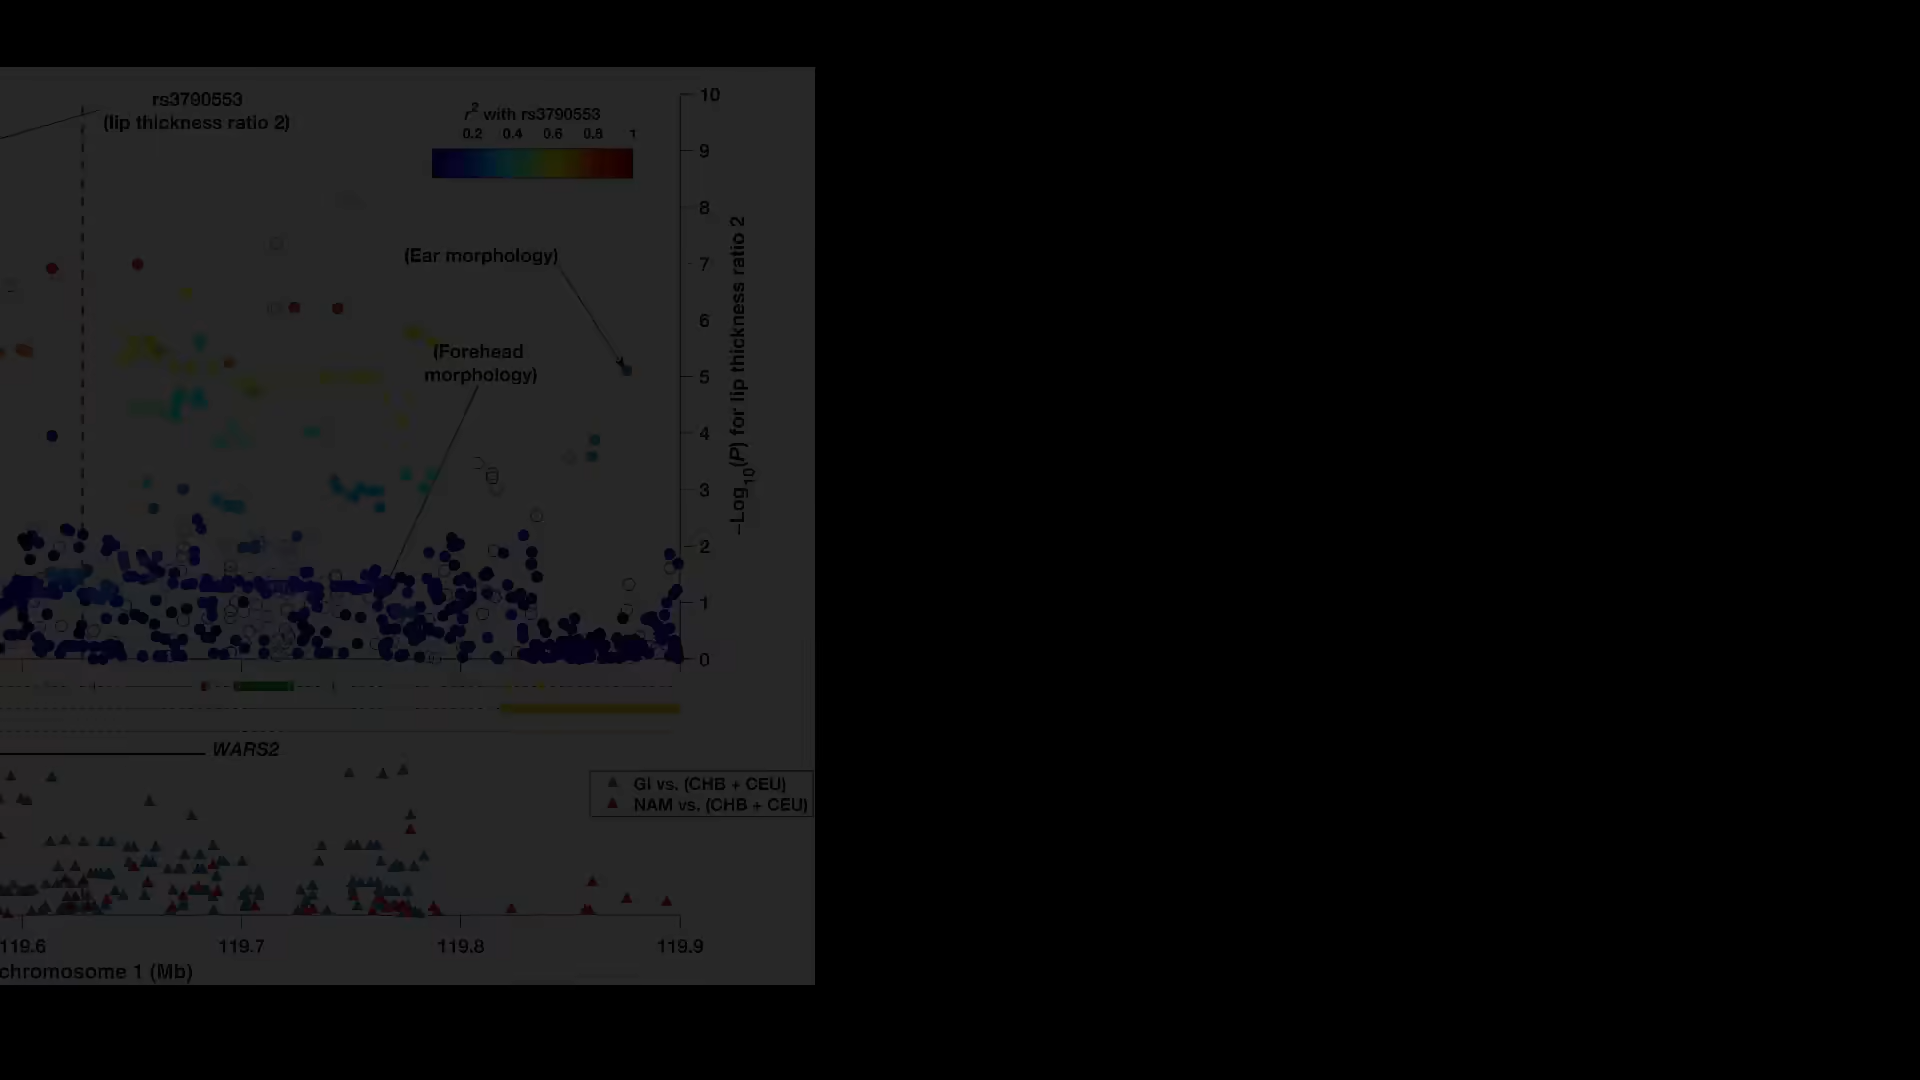 rs3790553
(lip thickness ratio 2)
r² with rs3790553
0.2 0.4 0.6 0.8 1
10
9
8
7
6
5
4
3
2
1
0
–Log₁₀(P) for lip thickness ratio 2
(Ear morphology)
(Forehead
morphology)
WARS2
GI vs. (CHB + CEU)
NAM vs. (CHB + CEU)
119.6 119.7 119.8 119.9
chromosome 1 (Mb)